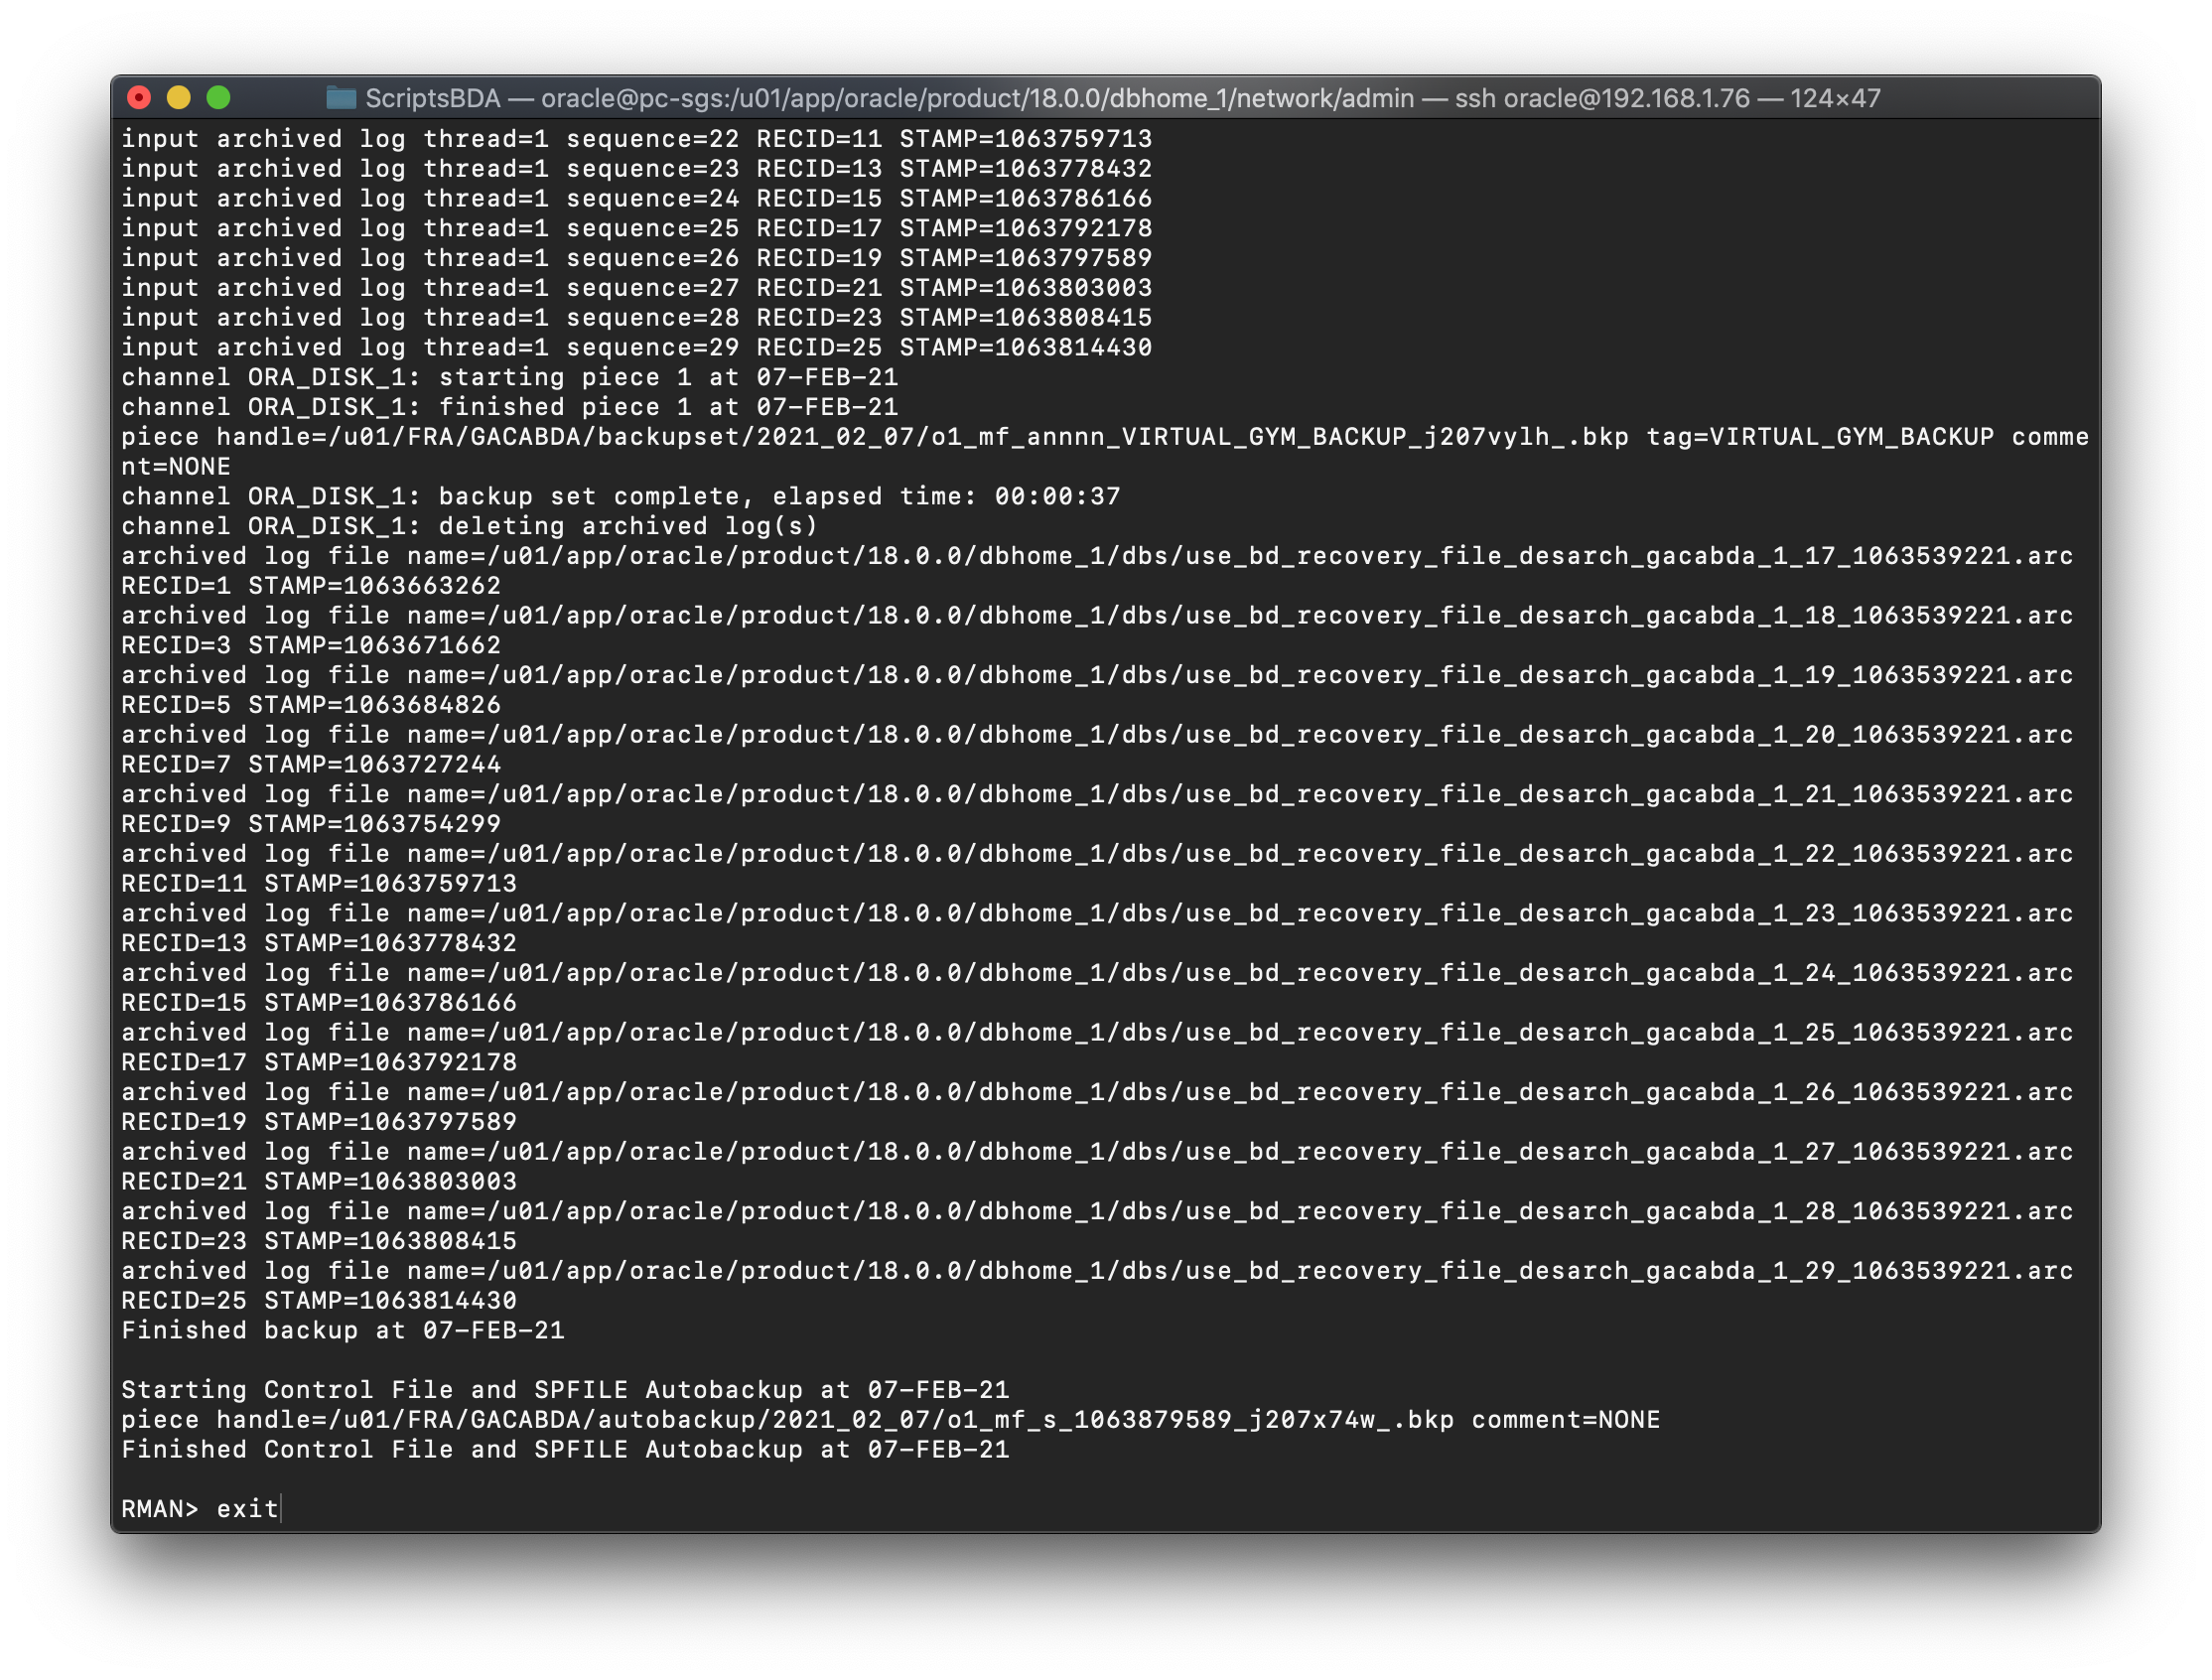 ScriptsBDA — oracle@pc-sgs:/u01/app/oracle/product/18.0.0/dbhome_1/network/admin — ssh oracle@192.168.1.76 — 124×47
input archived log thread=1 sequence=22 RECID=11 STAMP=1063759713
input archived log thread=1 sequence=23 RECID=13 STAMP=1063778432
input archived log thread=1 sequence=24 RECID=15 STAMP=1063786166
input archived log thread=1 sequence=25 RECID=17 STAMP=1063792178
input archived log thread=1 sequence=26 RECID=19 STAMP=1063797589
input archived log thread=1 sequence=27 RECID=21 STAMP=1063803003
input archived log thread=1 sequence=28 RECID=23 STAMP=1063808415
input archived log thread=1 sequence=29 RECID=25 STAMP=1063814430
channel ORA_DISK_1: starting piece 1 at 07-FEB-21
channel ORA_DISK_1: finished piece 1 at 07-FEB-21
piece handle=/u01/FRA/GACABDA/backupset/2021_02_07/o1_mf_annnn_VIRTUAL_GYM_BACKUP_j207vylh_.bkp tag=VIRTUAL_GYM_BACKUP comme
nt=NONE
channel ORA_DISK_1: backup set complete, elapsed time: 00:00:37
channel ORA_DISK_1: deleting archived log(s)
archived log file name=/u01/app/oracle/product/18.0.0/dbhome_1/dbs/use_bd_recovery_file_desarch_gacabda_1_17_1063539221.arc
RECID=1 STAMP=1063663262
archived log file name=/u01/app/oracle/product/18.0.0/dbhome_1/dbs/use_bd_recovery_file_desarch_gacabda_1_18_1063539221.arc
RECID=3 STAMP=1063671662
archived log file name=/u01/app/oracle/product/18.0.0/dbhome_1/dbs/use_bd_recovery_file_desarch_gacabda_1_19_1063539221.arc
RECID=5 STAMP=1063684826
archived log file name=/u01/app/oracle/product/18.0.0/dbhome_1/dbs/use_bd_recovery_file_desarch_gacabda_1_20_1063539221.arc
RECID=7 STAMP=1063727244
archived log file name=/u01/app/oracle/product/18.0.0/dbhome_1/dbs/use_bd_recovery_file_desarch_gacabda_1_21_1063539221.arc
RECID=9 STAMP=1063754299
archived log file name=/u01/app/oracle/product/18.0.0/dbhome_1/dbs/use_bd_recovery_file_desarch_gacabda_1_22_1063539221.arc
RECID=11 STAMP=1063759713
archived log file name=/u01/app/oracle/product/18.0.0/dbhome_1/dbs/use_bd_recovery_file_desarch_gacabda_1_23_1063539221.arc
RECID=13 STAMP=1063778432
archived log file name=/u01/app/oracle/product/18.0.0/dbhome_1/dbs/use_bd_recovery_file_desarch_gacabda_1_24_1063539221.arc
RECID=15 STAMP=1063786166
archived log file name=/u01/app/oracle/product/18.0.0/dbhome_1/dbs/use_bd_recovery_file_desarch_gacabda_1_25_1063539221.arc
RECID=17 STAMP=1063792178
archived log file name=/u01/app/oracle/product/18.0.0/dbhome_1/dbs/use_bd_recovery_file_desarch_gacabda_1_26_1063539221.arc
RECID=19 STAMP=1063797589
archived log file name=/u01/app/oracle/product/18.0.0/dbhome_1/dbs/use_bd_recovery_file_desarch_gacabda_1_27_1063539221.arc
RECID=21 STAMP=1063803003
archived log file name=/u01/app/oracle/product/18.0.0/dbhome_1/dbs/use_bd_recovery_file_desarch_gacabda_1_28_1063539221.arc
RECID=23 STAMP=1063808415
archived log file name=/u01/app/oracle/product/18.0.0/dbhome_1/dbs/use_bd_recovery_file_desarch_gacabda_1_29_1063539221.arc
RECID=25 STAMP=1063814430
Finished backup at 07-FEB-21
Starting Control File and SPFILE Autobackup at 07-FEB-21
piece handle=/u01/FRA/GACABDA/autobackup/2021_02_07/o1_mf_s_1063879589_j207x74w_.bkp comment=NONE
Finished Control File and SPFILE Autobackup at 07-FEB-21
RMAN> exit